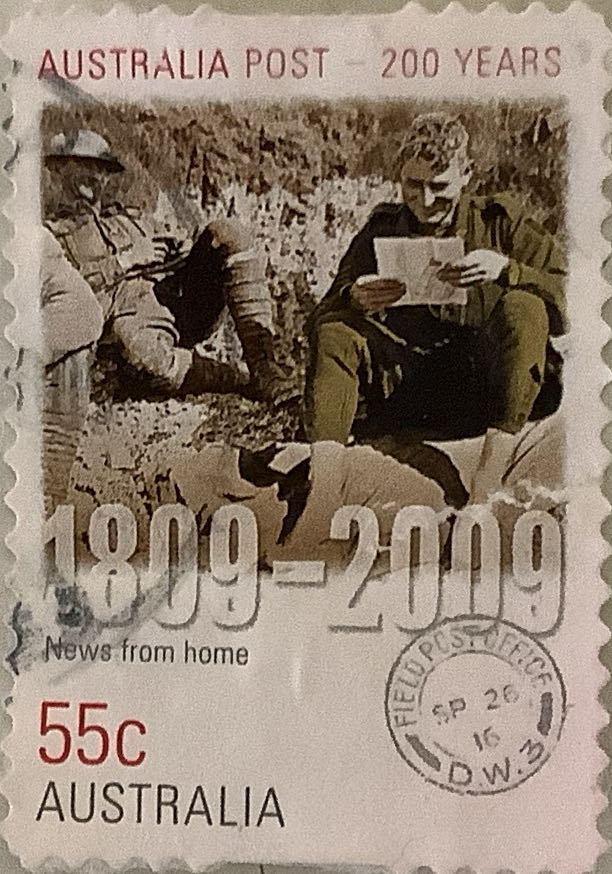 AUSTRALIA POST – 200 YEARS
1809-2009
News from home
FIELD POST OFFICE
SP 26
16
D.W.3
55c
AUSTRALIA